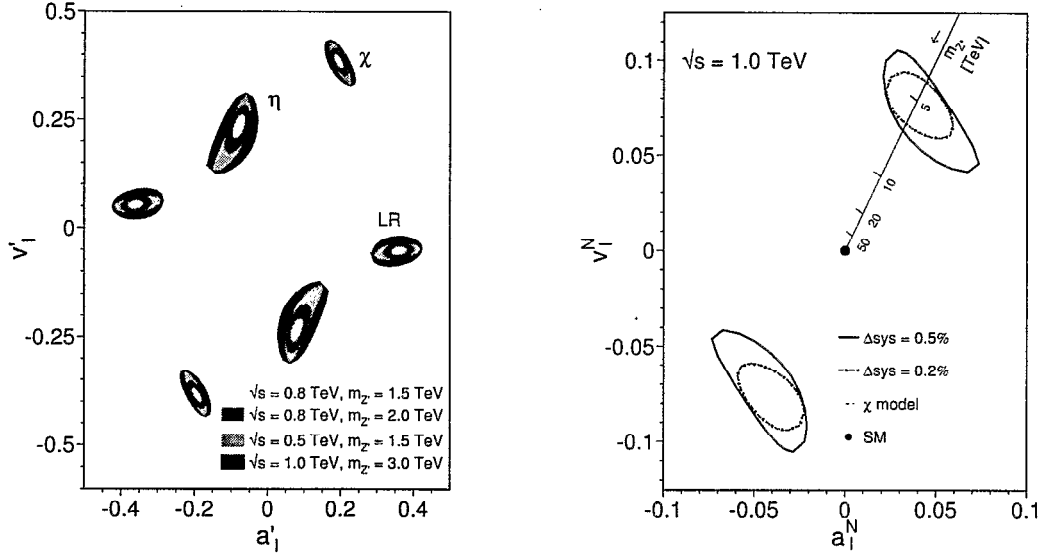 0.5
0.25
0
-0.25
-0.5
v'l
χ
η
LR
√s = 0.8 TeV, mZ' = 1.5 TeV
√s = 0.8 TeV, mZ' = 2.0 TeV
√s = 0.5 TeV, mZ' = 1.5 TeV
√s = 1.0 TeV, mZ' = 3.0 TeV
-0.4 -0.2 0 0.2 0.4
a'l
0.1
0.05
0
-0.05
-0.1
vlN
√s = 1.0 TeV
mZ'
[TeV]
5
10
20
50
Δsys = 0.5%
Δsys = 0.2%
χ model
SM
-0.1 -0.05 0 0.05 0.1
alN